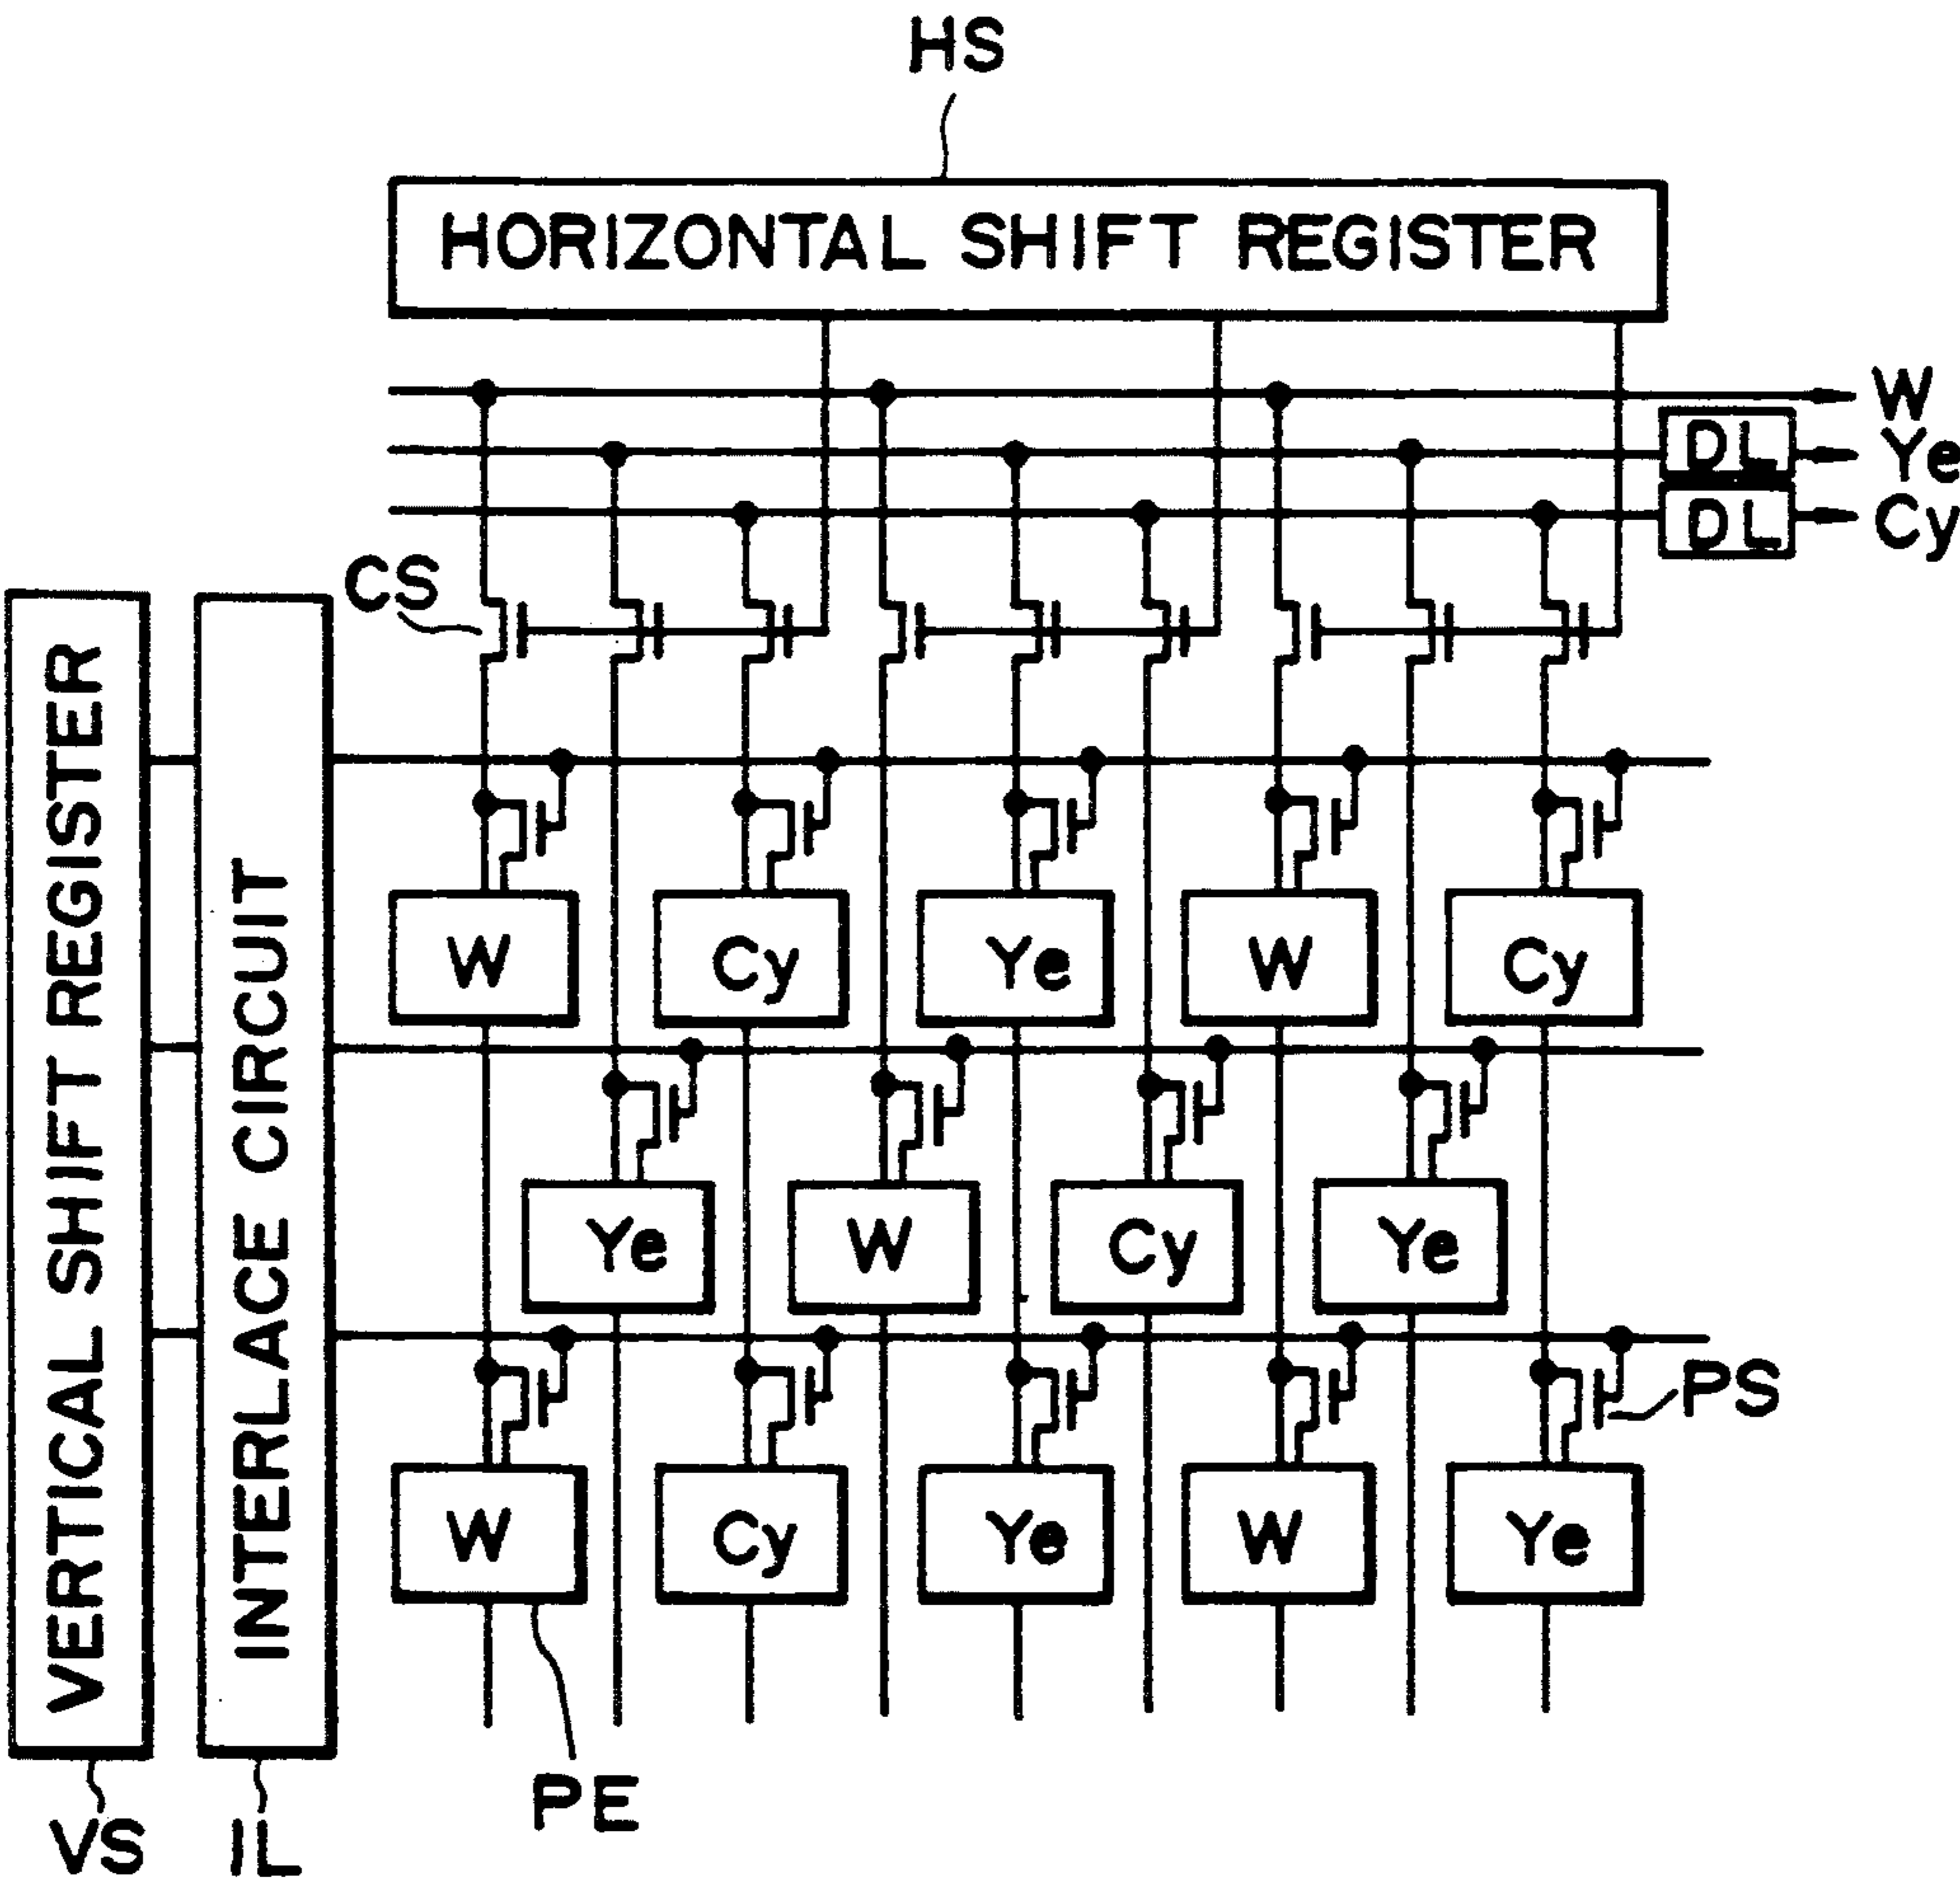 HS
HORIZONTAL SHIFT REGISTER
W
DL Ye
DL Cy
CS
VERTICAL SHIFT REGISTER
INTERLACE CIRCUIT
W Cy Ye W Cy
Ye W Cy Ye
PS
W Cy Ye W Ye
PE
VS IL